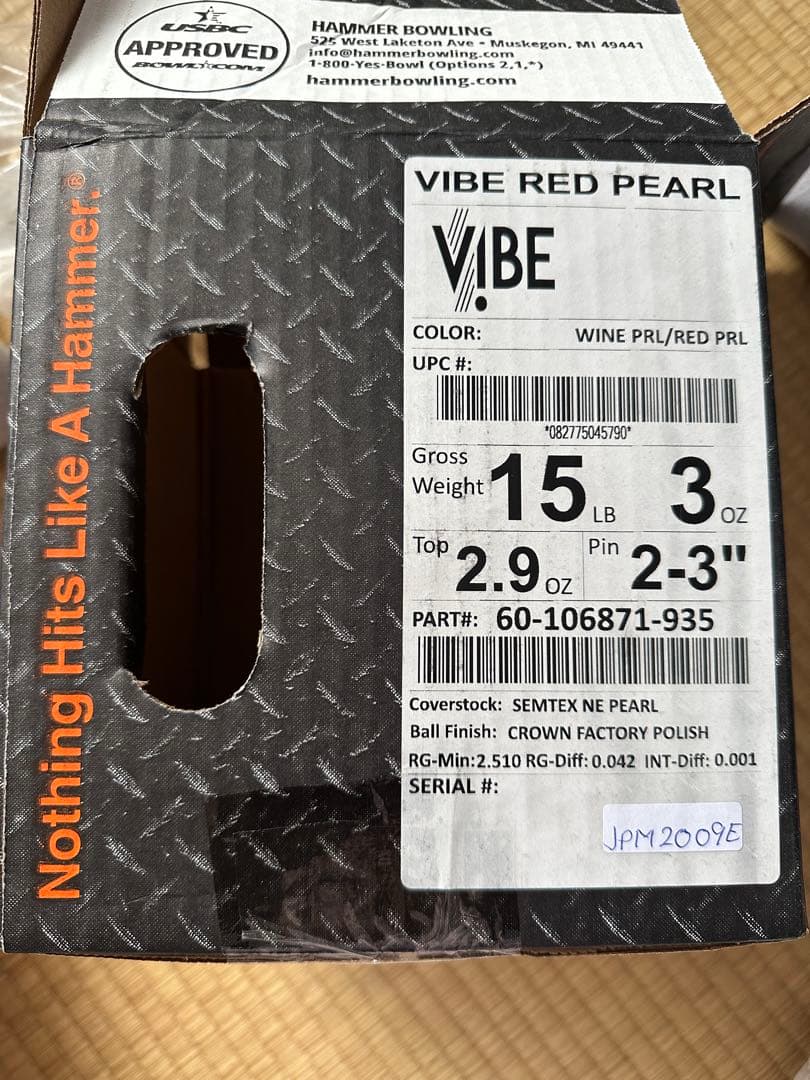 USBC
APPROVED
BOWL.COM
HAMMER BOWLING
525 West Laketon Ave • Muskegon, MI 49441
info@hammerbowling.com
1-800-Yes-Bowl (Options 2,1,*)
hammerbowling.com
Nothing Hits Like A Hammer.®
VIBE RED PEARL
VIBE
COLOR: WINE PRL/RED PRL
UPC #:
*082775045790*
Gross Weight 15 LB 3 OZ
Top 2.9 OZ Pin 2-3"
PART#: 60-106871-935
Coverstock: SEMTEX NE PEARL
Ball Finish: CROWN FACTORY POLISH
RG-Min:2.510 RG-Diff: 0.042 INT-Diff: 0.001
SERIAL #:
JPM2009E